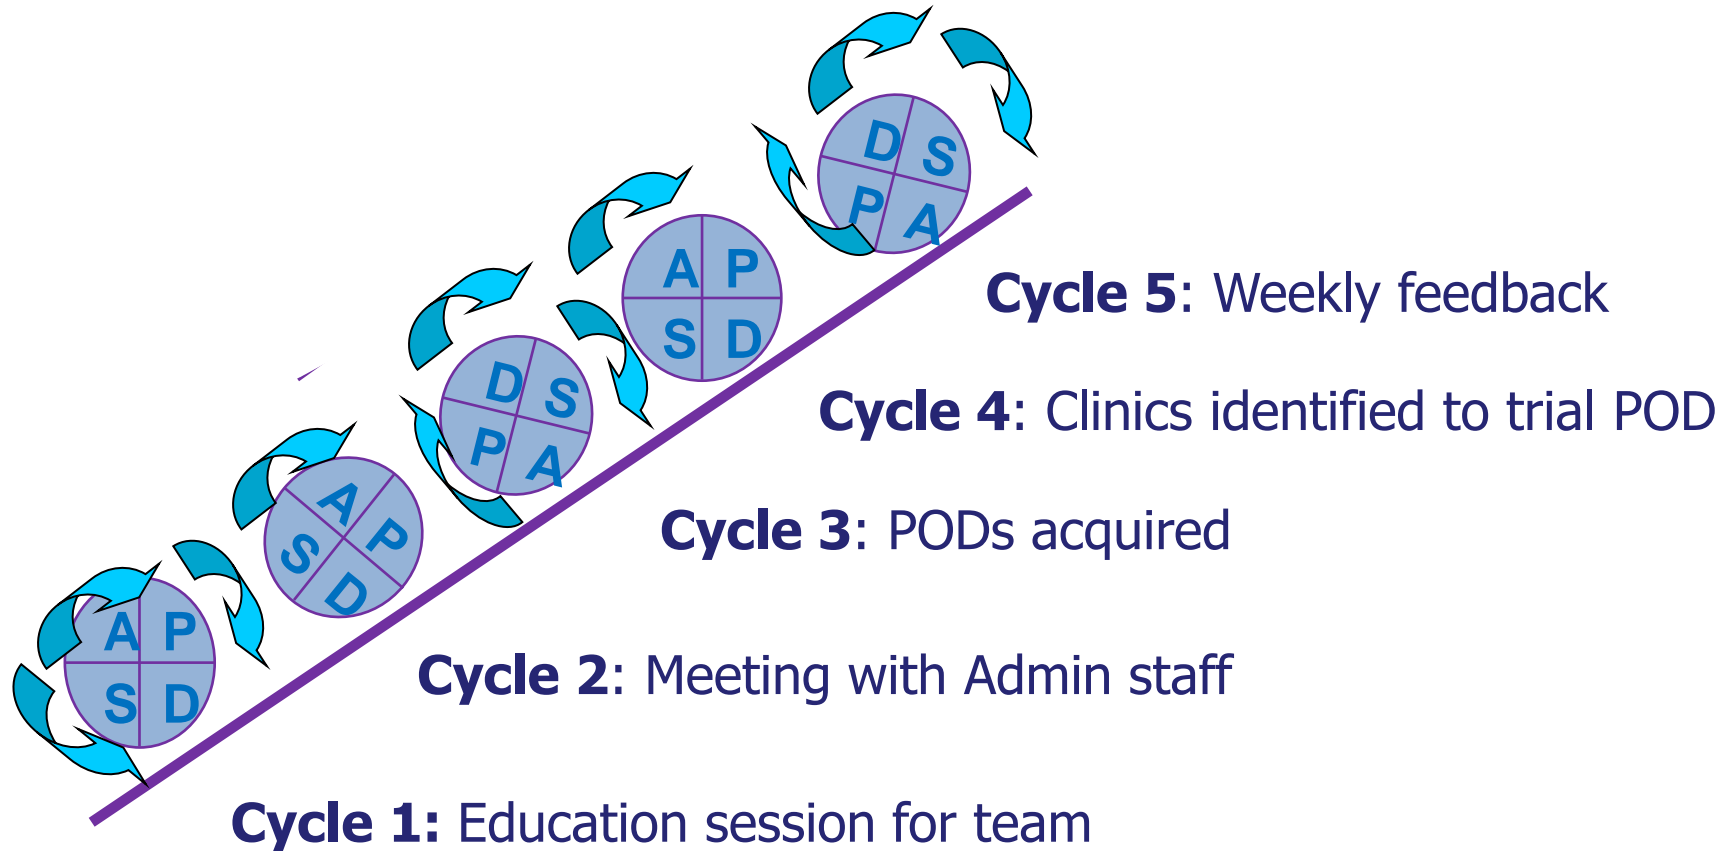 D S
P A
A P
S D
Cycle 5: Weekly feedback
D S
P A
Cycle 4: Clinics identified to trial POD
A P
S D
Cycle 3: PODs acquired
A P
S D
Cycle 2: Meeting with Admin staff
Cycle 1: Education session for team